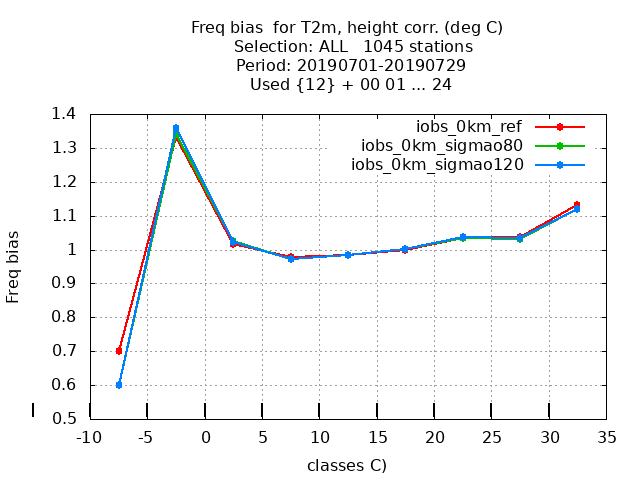 Freq bias  for T2m, height corr. (deg C)
Selection: ALL   1045 stations
Period: 20190701-20190729
Used {12} + 00 01 ... 24
iobs_0km_ref
iobs_0km_sigmao80
iobs_0km_sigmao120
Freq bias
1.4
1.3
1.2
1.1
1
0.9
0.8
0.7
0.6
0.5
-10 -5 0 5 10 15 20 25 30 35
classes C)